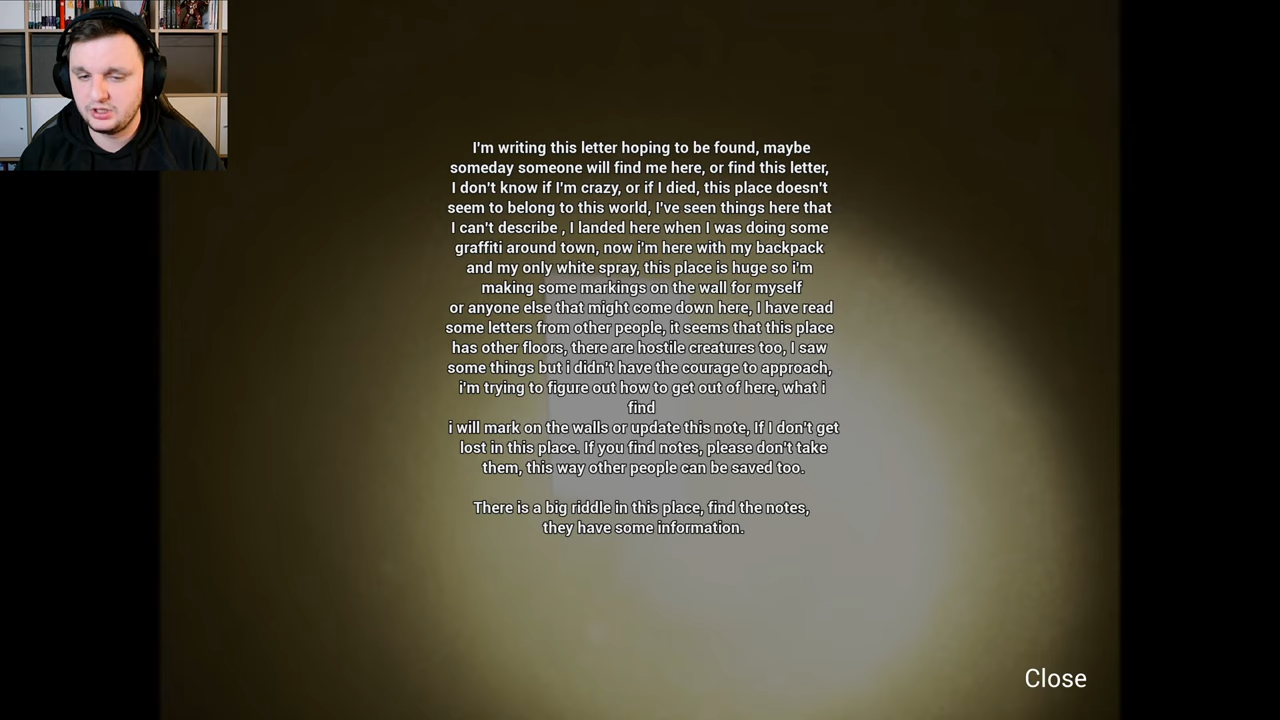 I'm writing this letter hoping to be found, maybe
someday someone will find me here, or find this letter,
I don't know if I'm crazy, or if I died, this place doesn't
seem to belong to this world, I've seen things here that
I can't describe , I landed here when I was doing some
graffiti around town, now i'm here with my backpack
and my only white spray, this place is huge so i'm
making some markings on the wall for myself
or anyone else that might come down here, I have read
some letters from other people, it seems that this place
has other floors, there are hostile creatures too, I saw
some things but i didn't have the courage to approach,
i'm trying to figure out how to get out of here, what i
find
i will mark on the walls or update this note, If I don't get
lost in this place. If you find notes, please don't take
them, this way other people can be saved too.
There is a big riddle in this place, find the notes,
they have some information.
Close